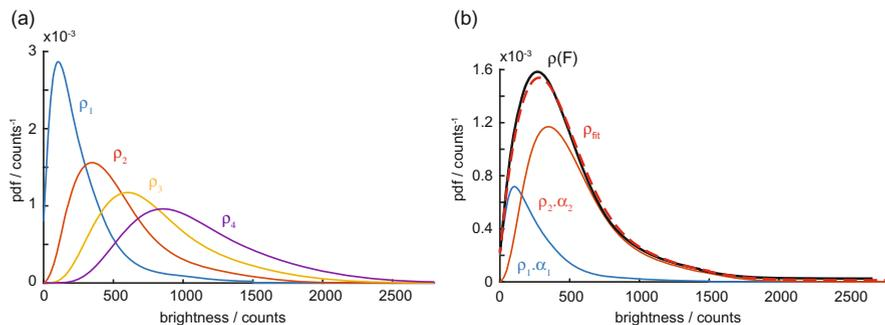 (a)
x10⁻³
3
2
1
0
pdf / counts⁻¹
ρ₁
ρ₂
ρ₃
ρ₄
0 500 1000 1500 2000 2500
brightness / counts
(b)
x10⁻³
1.6
1.2
0.8
0.4
0
pdf / counts⁻¹
ρ(F)
ρfit
ρ₂.α₂
ρ₁.α₁
0 500 1000 1500 2000 2500
brightness / counts